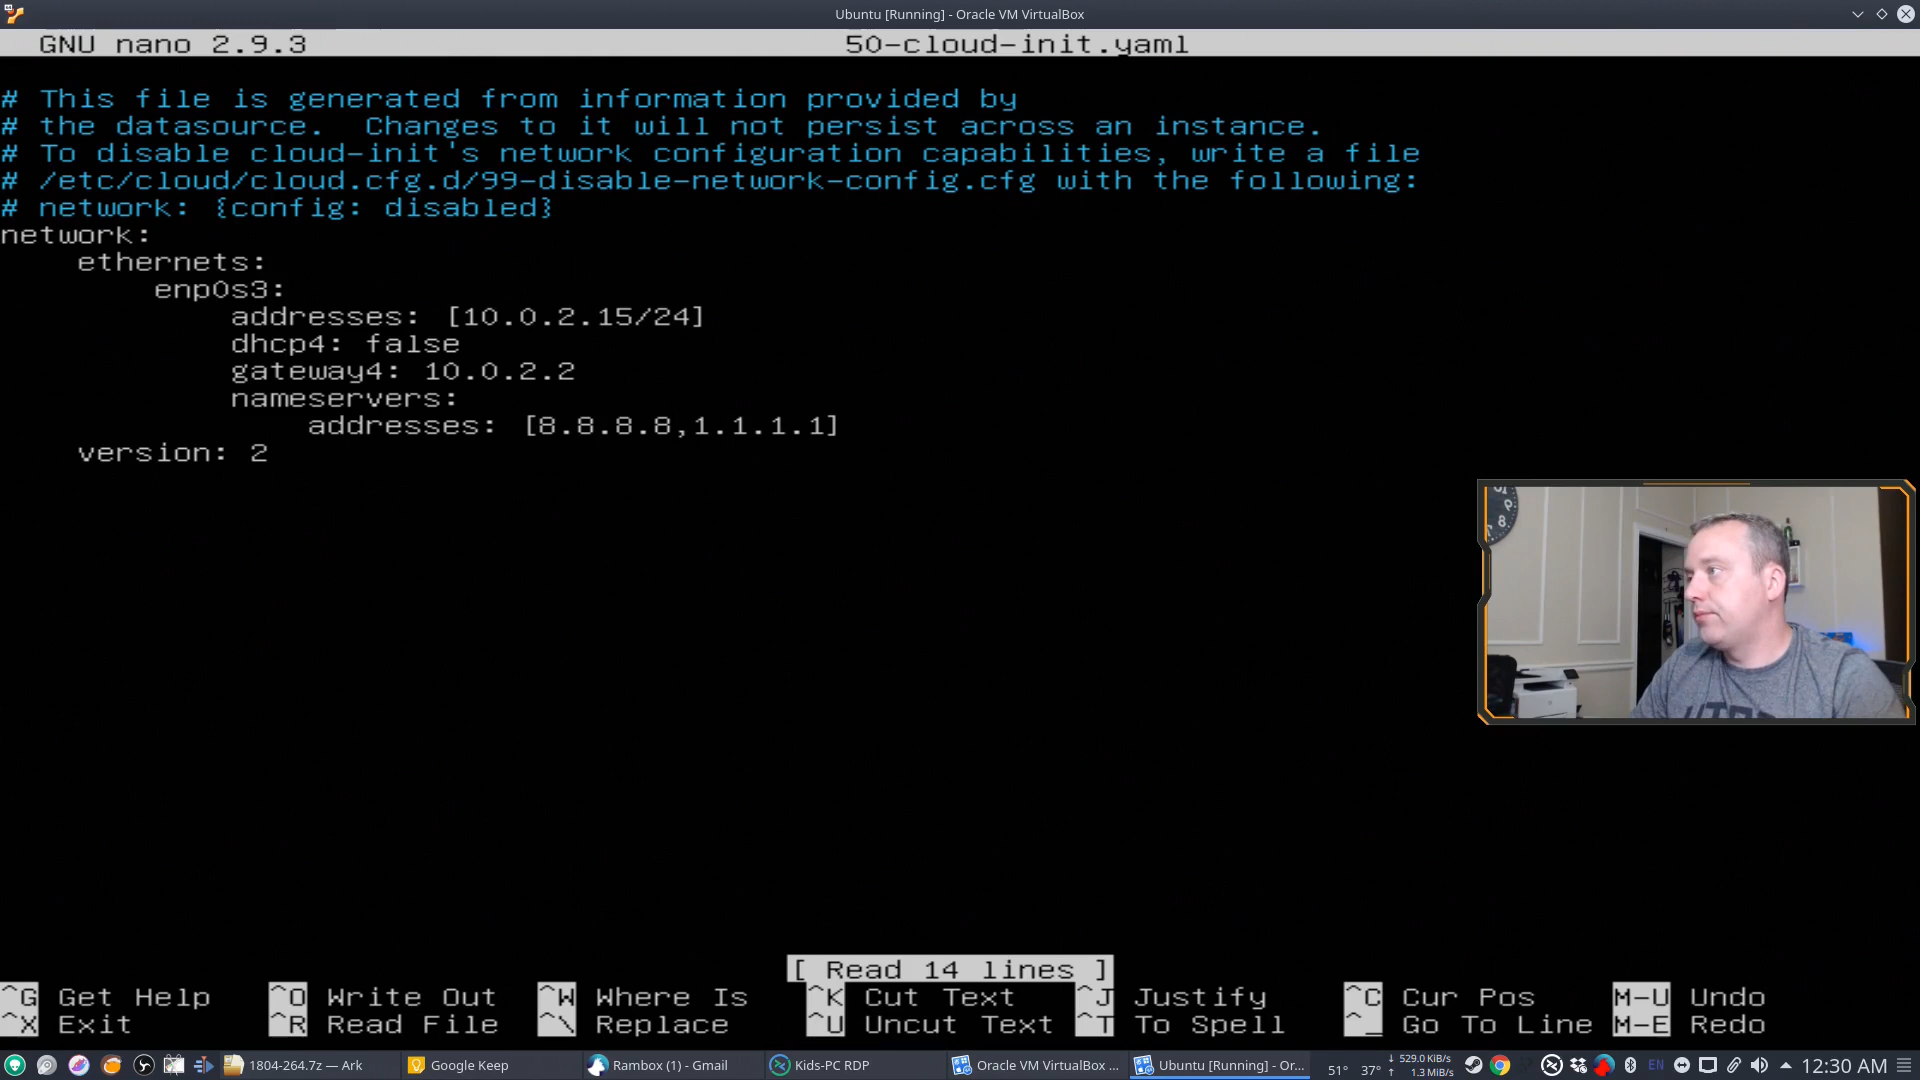 Ubuntu [Running] - Oracle VM VirtualBox
GNU nano 2.9.3 50-cloud-init.yaml
# This file is generated from information provided by
# the datasource.  Changes to it will not persist across an instance.
# To disable cloud-init's network configuration capabilities, write a file
# /etc/cloud/cloud.cfg.d/99-disable-network-config.cfg with the following:
# network: {config: disabled}
network:
    ethernets:
        enp0s3:
            addresses: [10.0.2.15/24]
            dhcp4: false
            gateway4: 10.0.2.2
            nameservers:
                addresses: [8.8.8.8,1.1.1.1]
    version: 2
[ Read 14 lines ]
^G Get Help ^O Write Out ^W Where Is ^K Cut Text ^J Justify ^C Cur Pos M-U Undo
^X Exit ^R Read File ^\ Replace ^U Uncut Text ^T To Spell ^_ Go To Line M-E Redo
1804-264.7z — Ark Google Keep Rambox (1) - Gmail Kids-PC RDP Oracle VM VirtualBox ... Ubuntu [Running] - Or... 51° 37° ↓ 529.0 KiB/s ↑ 1.3 MiB/s EN 12:30 AM